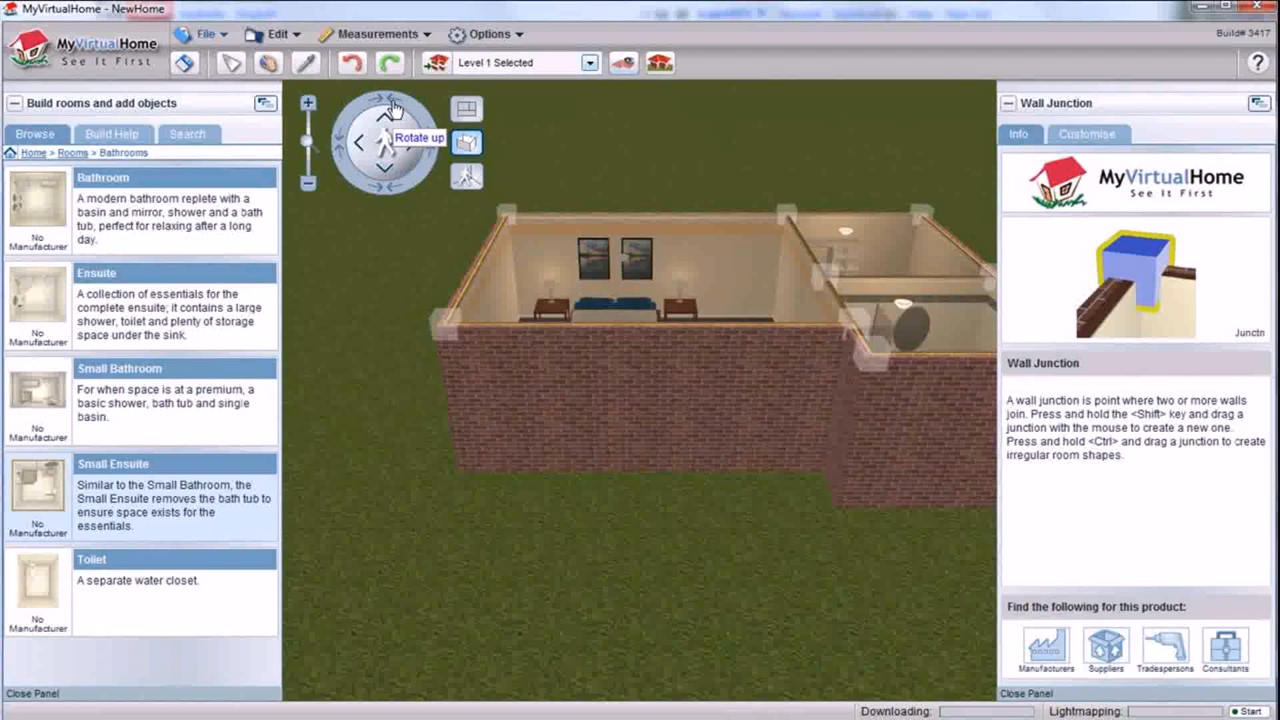 MyVirtualHome - NewHome
MyVirtualHome
See It First
File
Edit
Measurements
Options
Build# 3417
Level 1 Selected
?
Build rooms and add objects
Browse
Build Help
Search
Home > Rooms > Bathrooms
Bathroom
A modern bathroom replete with a
basin and mirror, shower and a bath
tub, perfect for relaxing after a long
day.
No
Manufacturer
Ensuite
A collection of essentials for the
complete ensuite, it contains a large
shower, toilet and plenty of storage
space under the sink.
No
Manufacturer
Small Bathroom
For when space is at a premium, a
basic shower, bath tub and single
basin.
No
Manufacturer
Small Ensuite
Similar to the Small Bathroom, the
Small Ensuite removes the bath tub to
ensure space exists for the
essentials.
No
Manufacturer
Toilet
A separate water closet.
No
Manufacturer
Close Panel
Rotate up
Wall Junction
Info
Customise
MyVirtualHome
See It First
Junctn
Wall Junction
A wall junction is point where two or more walls
join. Press and hold the <Shift> key and drag a
junction with the mouse to create a new one.
Press and hold <Ctrl> and drag a junction to create
irregular room shapes.
Find the following for this product:
Manufacturers
Suppliers
Tradespersons
Consultants
Close Panel
Downloading:
Lightmapping:
Start